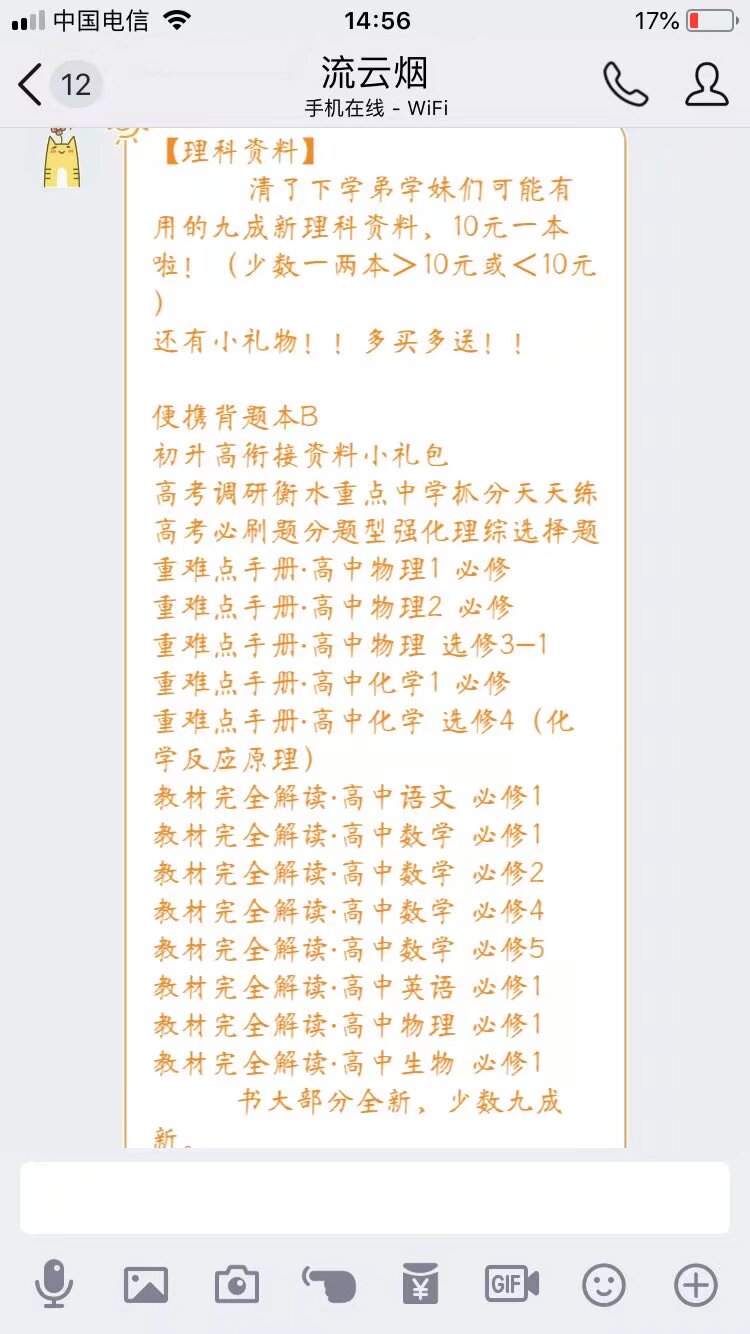 中国电信
14:56
17%
12
流云烟
手机在线 - WiFi
【理科资料】
清了下学弟学妹们可能有
用的九成新理科资料、10元一本
啦！（少数一两本＞10元或＜10元
）
还有小礼物！！多买多送！！
便携背题本B
初升高衔接资料小礼包
高考调研衡水重点中学抓分天天练
高考必刷题分题型强化理综选择题
重难点手册·高中物理1 必修
重难点手册·高中物理2 必修
重难点手册·高中物理 选修3-1
重难点手册·高中化学1 必修
重难点手册·高中化学 选修4（化
学反应原理）
教材完全解读·高中语文 必修1
教材完全解读·高中数学 必修1
教材完全解读·高中数学 必修2
教材完全解读·高中数学 必修4
教材完全解读·高中数学 必修5
教材完全解读·高中英语 必修1
教材完全解读·高中物理 必修1
教材完全解读·高中生物 必修1
书大部分全新、少数九成
新。
GIF